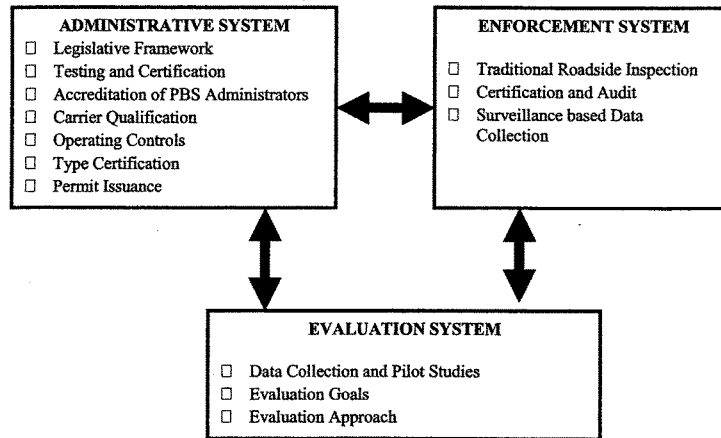 ADMINISTRATIVE SYSTEM
☐ Legislative Framework
☐ Testing and Certification
☐ Accreditation of PBS Administrators
☐ Carrier Qualification
☐ Operating Controls
☐ Type Certification
☐ Permit Issuance
ENFORCEMENT SYSTEM
☐ Traditional Roadside Inspection
☐ Certification and Audit
☐ Surveillance based Data
Collection
EVALUATION SYSTEM
☐ Data Collection and Pilot Studies
☐ Evaluation Goals
☐ Evaluation Approach